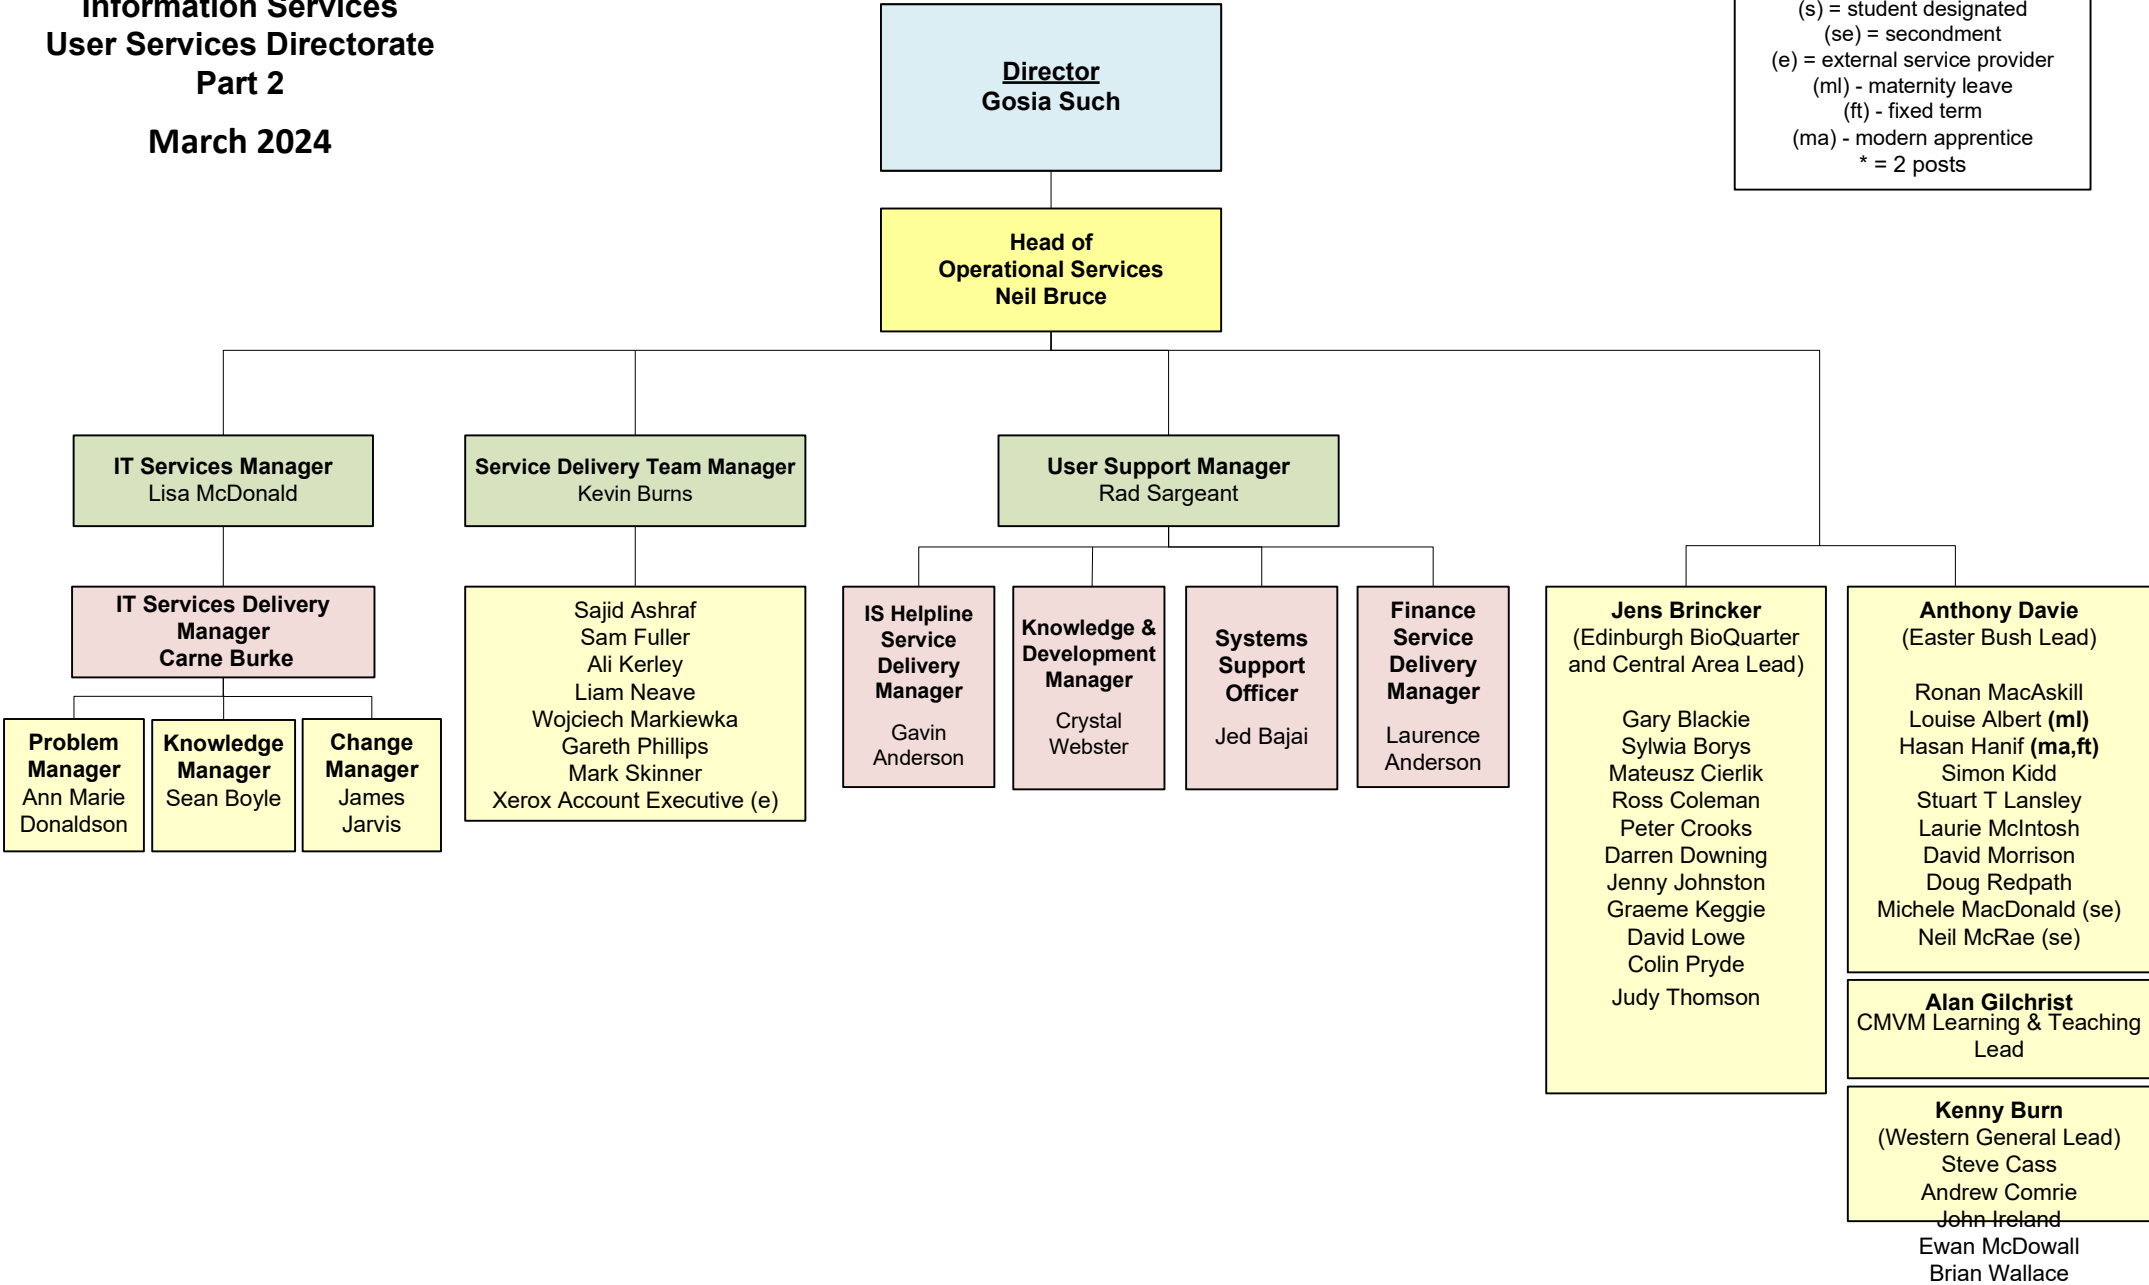 Information Services
User Services Directorate
Part 2
March 2024
(s) = student designated
(se) = secondment
(e) = external service provider
(ml) - maternity leave
(ft) - fixed term
(ma) - modern apprentice
* = 2 posts
Director
Gosia Such
Head of
Operational Services
Neil Bruce
IT Services Manager
Lisa McDonald
Service Delivery Team Manager
Kevin Burns
User Support Manager
Rad Sargeant
IT Services Delivery
Manager
Carne Burke
Problem
Manager
Ann Marie
Donaldson
Knowledge
Manager
Sean Boyle
Change
Manager
James
Jarvis
Sajid Ashraf
Sam Fuller
Ali Kerley
Liam Neave
Wojciech Markiewka
Gareth Phillips
Mark Skinner
Xerox Account Executive (e)
IS Helpline
Service
Delivery
Manager
Gavin
Anderson
Knowledge &
Development
Manager
Crystal
Webster
Systems
Support
Officer
Jed Bajai
Finance
Service
Delivery
Manager
Laurence
Anderson
Jens Brincker
(Edinburgh BioQuarter
and Central Area Lead)
Gary Blackie
Sylwia Borys
Mateusz Cierlik
Ross Coleman
Peter Crooks
Darren Downing
Jenny Johnston
Graeme Keggie
David Lowe
Colin Pryde
Judy Thomson
Anthony Davie
(Easter Bush Lead)
Ronan MacAskill
Louise Albert (ml)
Hasan Hanif (ma,ft)
Simon Kidd
Stuart T Lansley
Laurie McIntosh
David Morrison
Doug Redpath
Michele MacDonald (se)
Neil McRae (se)
Alan Gilchrist
CMVM Learning & Teaching
Lead
Kenny Burn
(Western General Lead)
Steve Cass
Andrew Comrie
John Ireland
Ewan McDowall
Brian Wallace